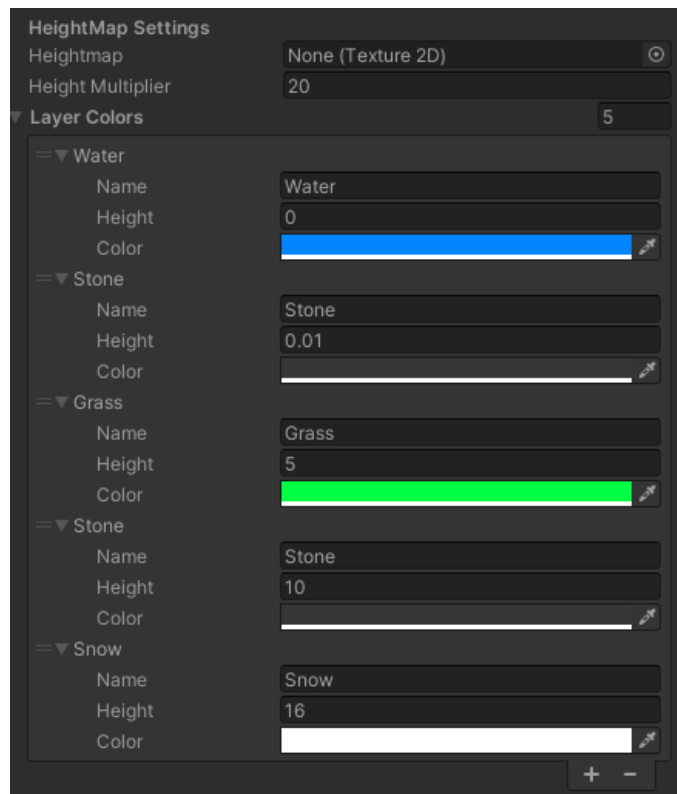 HeightMap Settings
Heightmap None (Texture 2D)
Height Multiplier 20
Layer Colors 5
Water
Name Water
Height 0
Color
Stone
Name Stone
Height 0.01
Color
Grass
Name Grass
Height 5
Color
Stone
Name Stone
Height 10
Color
Snow
Name Snow
Height 16
Color
+ -